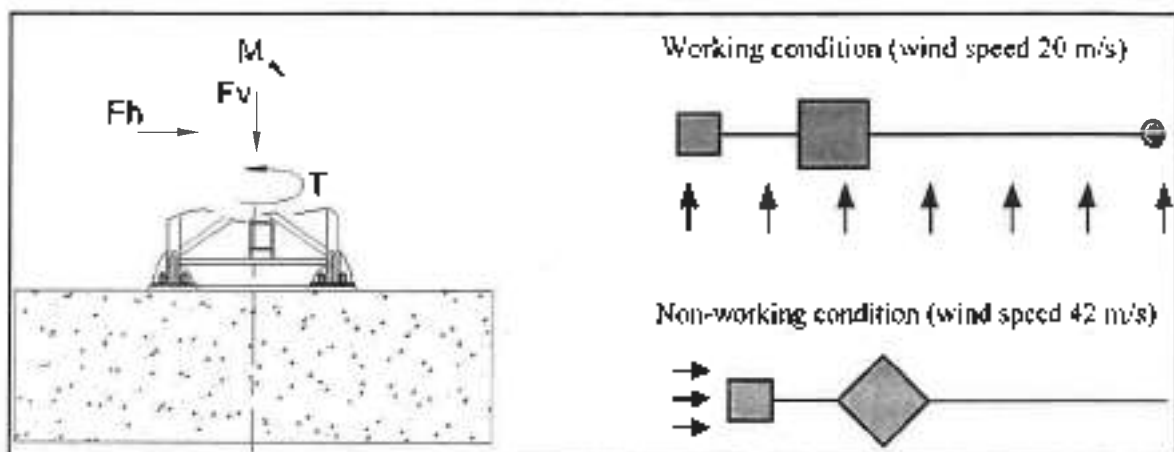 M
Fv
Fh
T
Working condition (wind speed 20 m/s)
Non-working condition (wind speed 42 m/s)